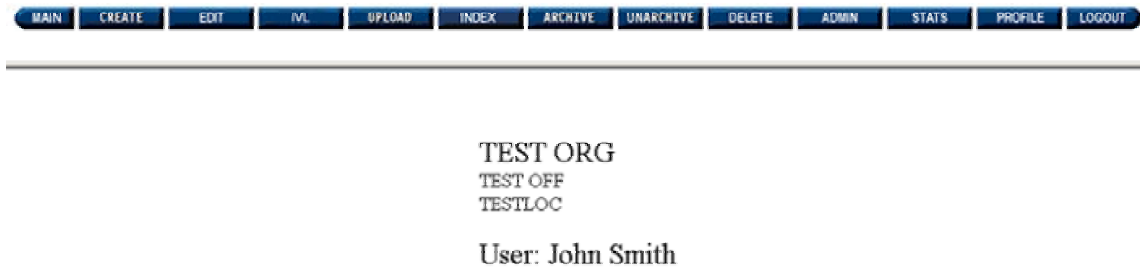 MAIN CREATE EDIT IVL UPLOAD INDEX ARCHIVE UNARCHIVE DELETE ADMIN STATS PROFILE LOGOUT
TEST ORG
TEST OFF
TESTLOC
User: John Smith